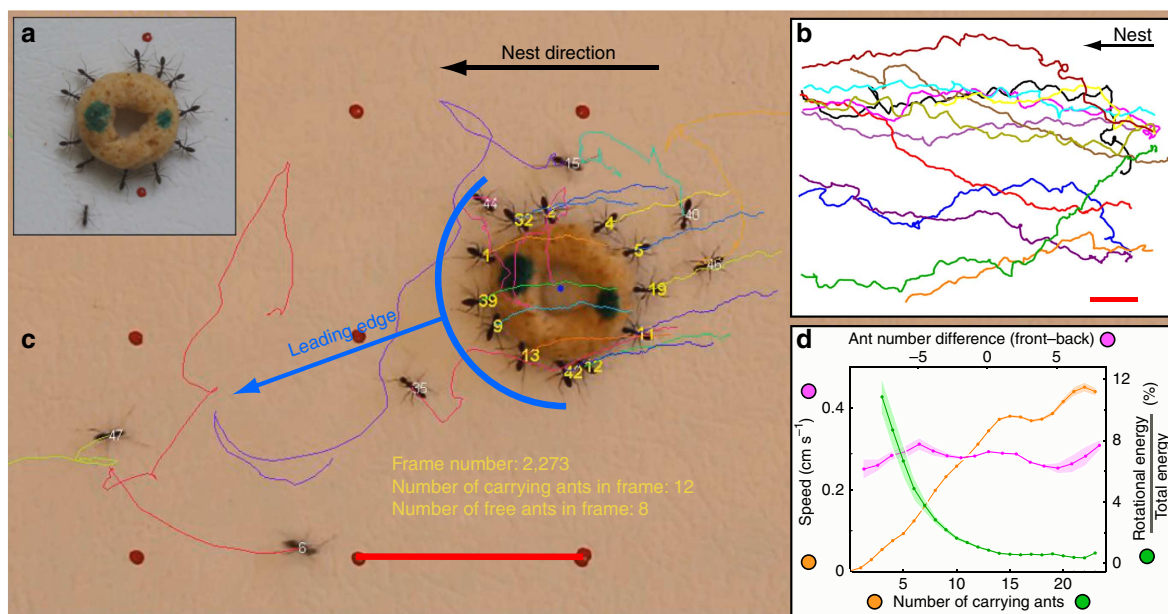 a
Nest direction
b
Nest
15
44
52
2
4
40
1
5
46
39
19
9
11
13
42
12
c
Leading edge
35
47
Frame number: 2,273
Number of carrying ants in frame: 12
Number of free ants in frame: 8
6
d
Ant number difference (front–back)
–5 0 5
0.4
0.2
0
Speed (cm s⁻¹)
12
8
4
0
Rotational energy
Total energy
(%)
5 10 15 20
Number of carrying ants